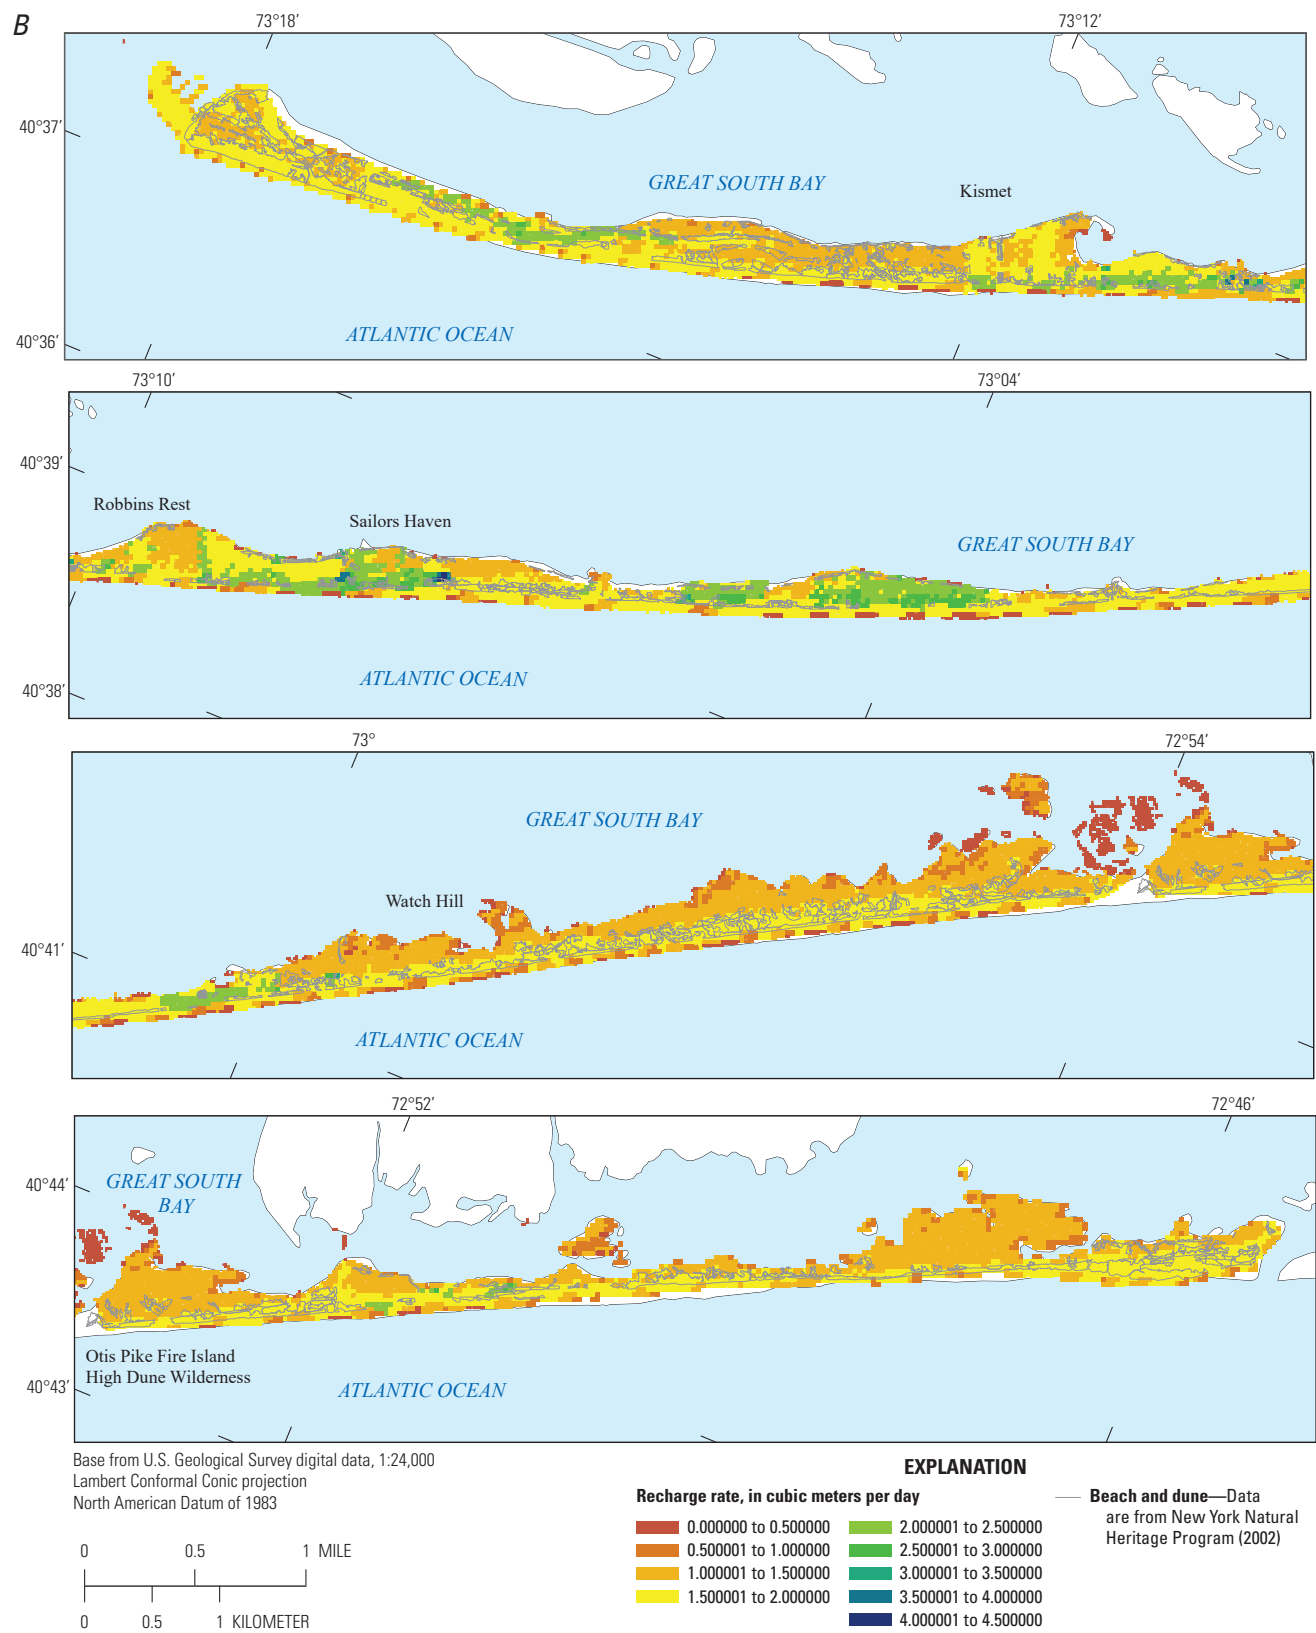 B
73°18′
73°12′
40°37′
GREAT SOUTH BAY
Kismet
40°36′
ATLANTIC OCEAN
73°10′
73°04′
40°39′
Robbins Rest
Sailors Haven
GREAT SOUTH BAY
40°38′
ATLANTIC OCEAN
73°
72°54′
GREAT SOUTH BAY
Watch Hill
40°41′
ATLANTIC OCEAN
72°52′
72°46′
40°44′
GREAT SOUTH
BAY
Otis Pike Fire Island
High Dune Wilderness
40°43′
ATLANTIC OCEAN
Base from U.S. Geological Survey digital data, 1:24,000
Lambert Conformal Conic projection
North American Datum of 1983
0 0.5 1 MILE
0 0.5 1 KILOMETER
EXPLANATION
Recharge rate, in cubic meters per day
0.000000 to 0.500000
0.500001 to 1.000000
1.000001 to 1.500000
1.500001 to 2.000000
2.000001 to 2.500000
2.500001 to 3.000000
3.000001 to 3.500000
3.500001 to 4.000000
4.000001 to 4.500000
Beach and dune—Data
are from New York Natural
Heritage Program (2002)